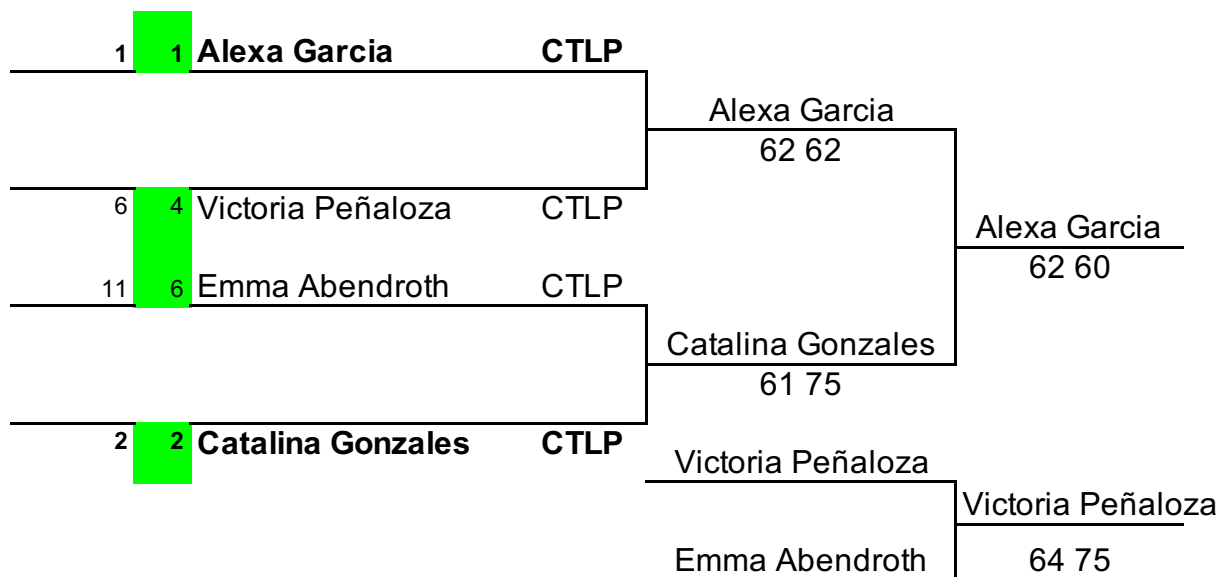 1 1 Alexa Garcia CTLP
Alexa Garcia
62 62
6 4 Victoria Peñaloza CTLP
Alexa Garcia
62 60
11 6 Emma Abendroth CTLP
Catalina Gonzales
61 75
2 2 Catalina Gonzales CTLP
Victoria Peñaloza
Victoria Peñaloza
Emma Abendroth 64 75